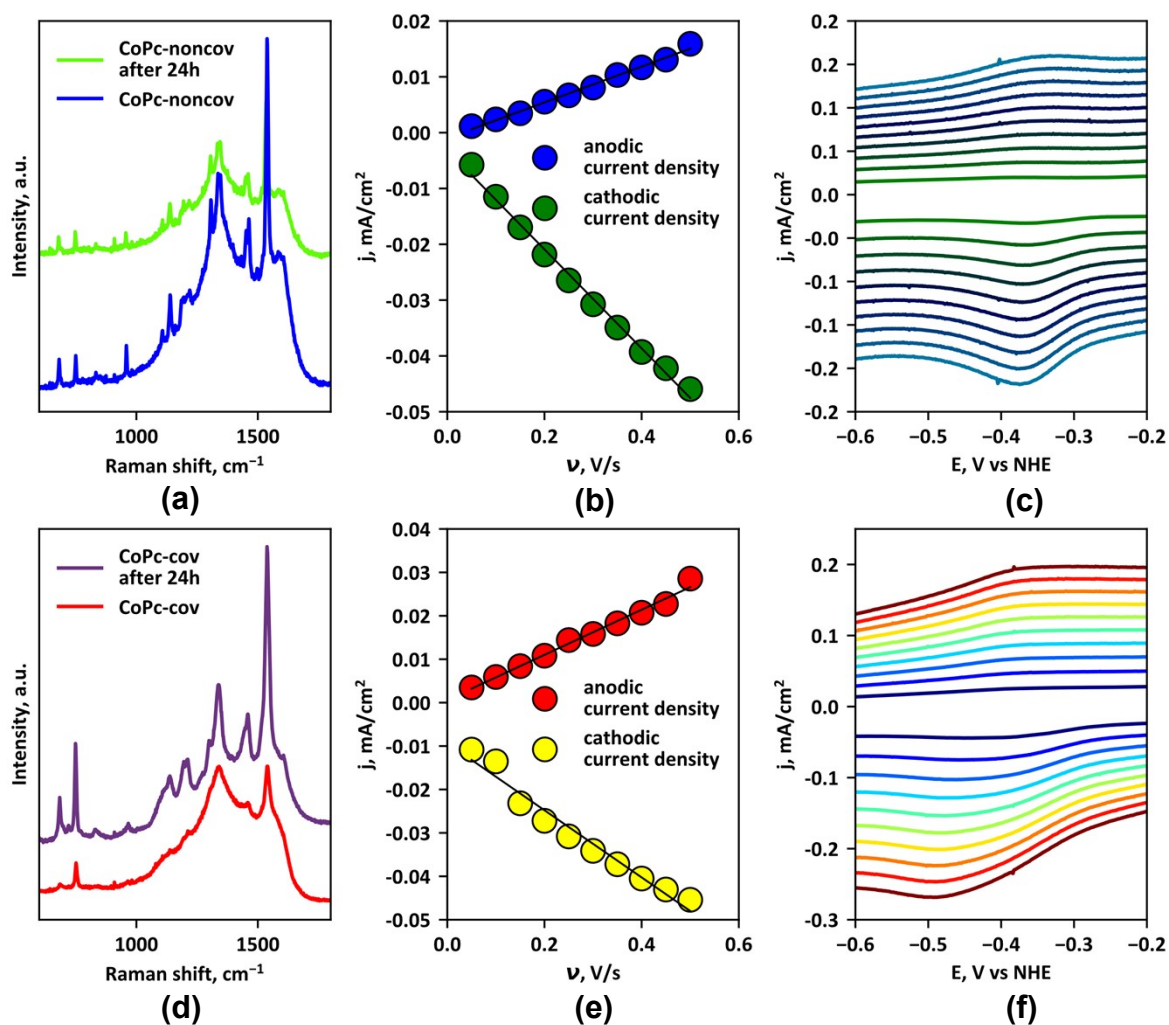 CoPc-noncov
after 24h
CoPc-noncov
Intensity, a.u.
1000
1500
Raman shift, cm⁻¹
(a)
0.02
0.01
0.00
-0.01
-0.02
-0.03
-0.04
-0.05
j, mA/cm²
anodic
current density
cathodic
current density
0.0
0.2
0.4
0.6
ν, V/s
(b)
0.2
0.2
0.1
0.1
0.0
-0.0
-0.1
-0.1
-0.2
-0.2
j, mA/cm²
−0.6
−0.5
−0.4
−0.3
−0.2
E, V vs NHE
(c)
CoPc-cov
after 24h
CoPc-cov
Intensity, a.u.
1000
1500
Raman shift, cm⁻¹
(d)
0.04
0.03
0.02
0.01
0.00
-0.01
-0.02
-0.03
-0.04
-0.05
j, mA/cm²
anodic
current density
cathodic
current density
0.0
0.2
0.4
0.6
ν, V/s
(e)
0.2
0.1
0.0
-0.1
-0.2
-0.3
j, mA/cm²
−0.6
−0.5
−0.4
−0.3
−0.2
E, V vs NHE
(f)